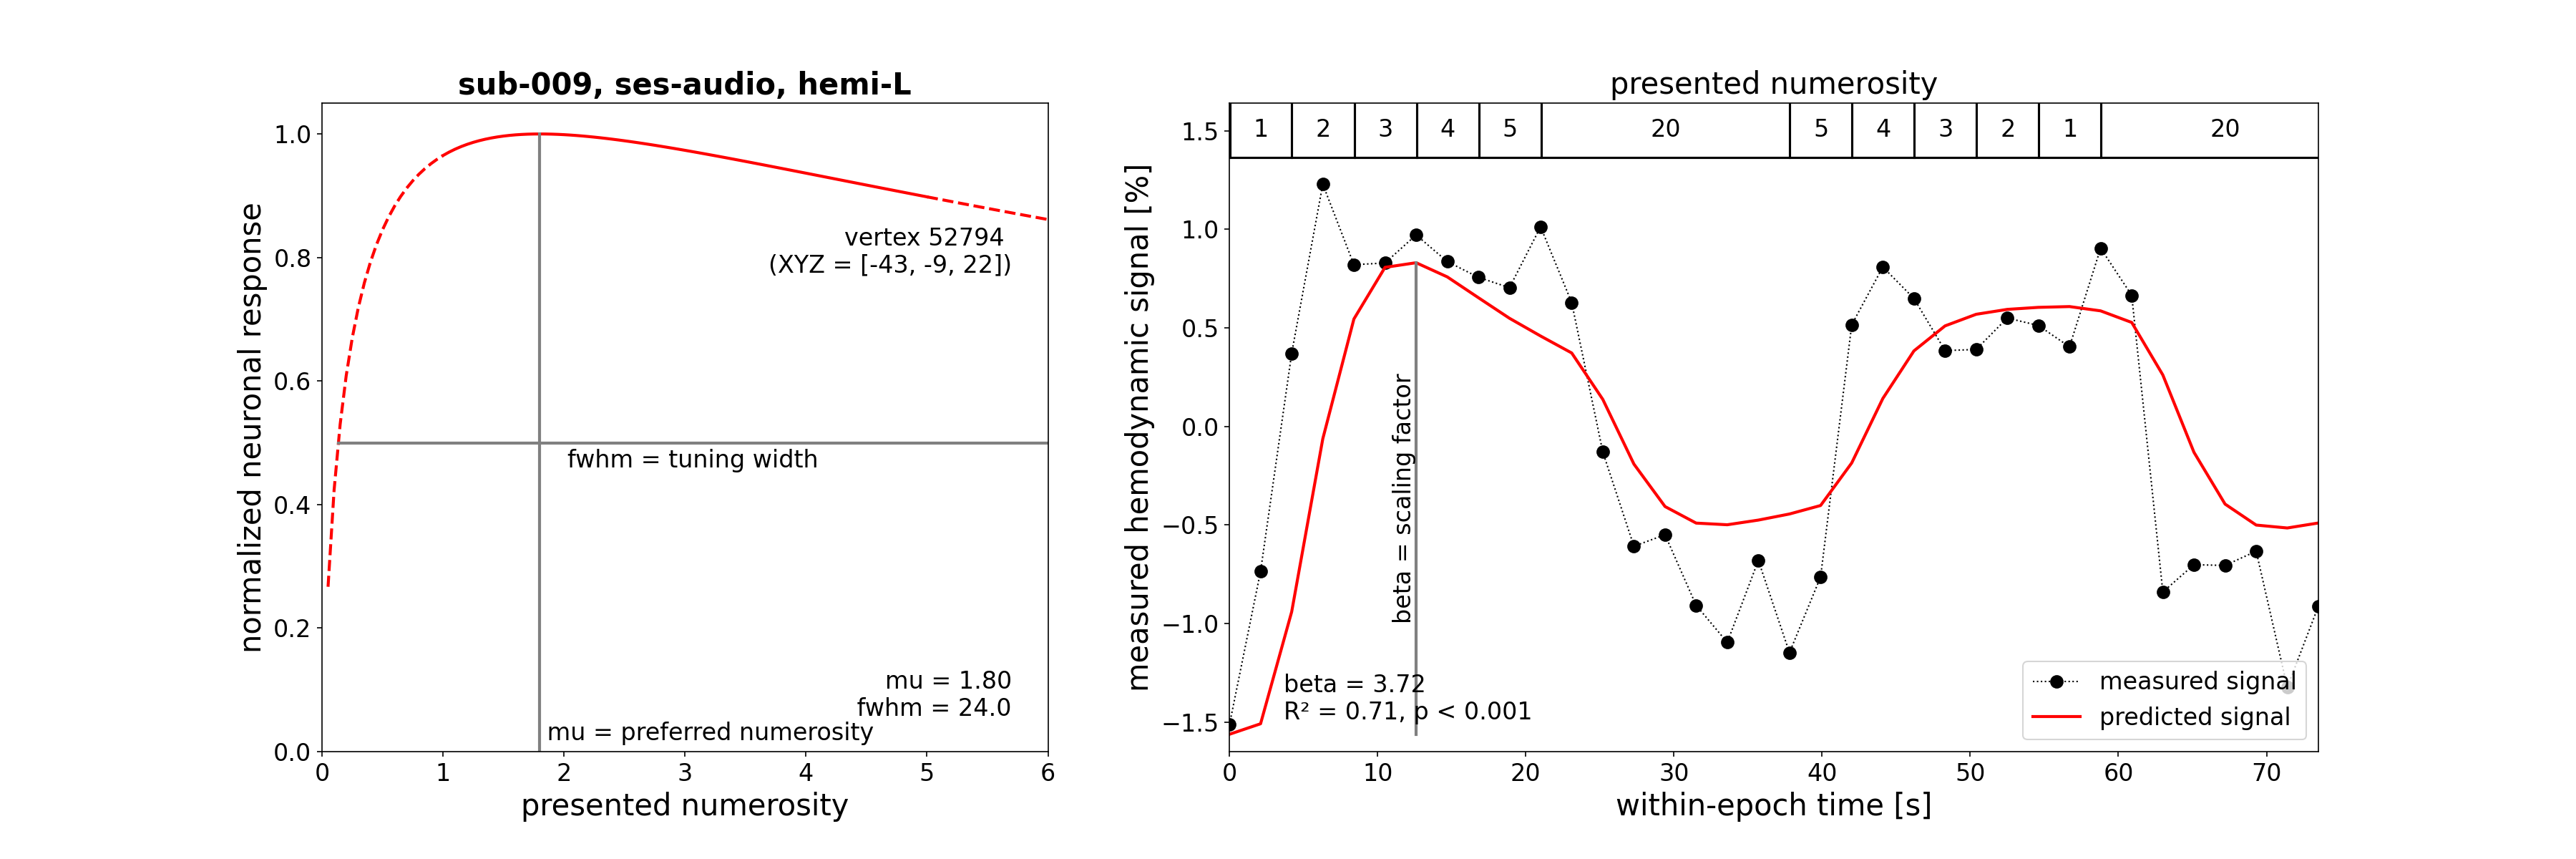 sub-009, ses-audio, hemi-L
normalized neuronal response
1.0
0.8
0.6
0.4
0.2
0.0
vertex 52794
(XYZ = [-43, -9, 22])
fwhm = tuning width
mu = 1.80
fwhm = 24.0
mu = preferred numerosity
0 1 2 3 4 5 6
presented numerosity
presented numerosity
1 2 3 4 5 20 5 4 3 2 1 20
measured hemodynamic signal [%]
1.5
1.0
0.5
0.0
−0.5
−1.0
−1.5
beta = scaling factor
beta = 3.72
R² = 0.71, p < 0.001
measured signal
predicted signal
0 10 20 30 40 50 60 70
within-epoch time [s]